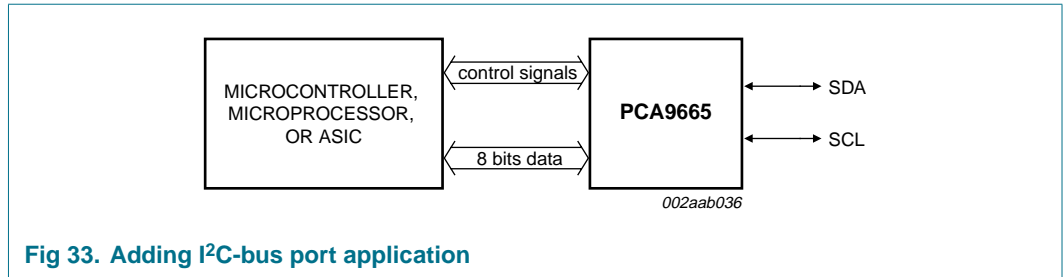 MICROCONTROLLER,
MICROPROCESSOR,
OR ASIC
control signals
8 bits data
PCA9665
SDA
SCL
002aab036
Fig 33. Adding I²C-bus port application